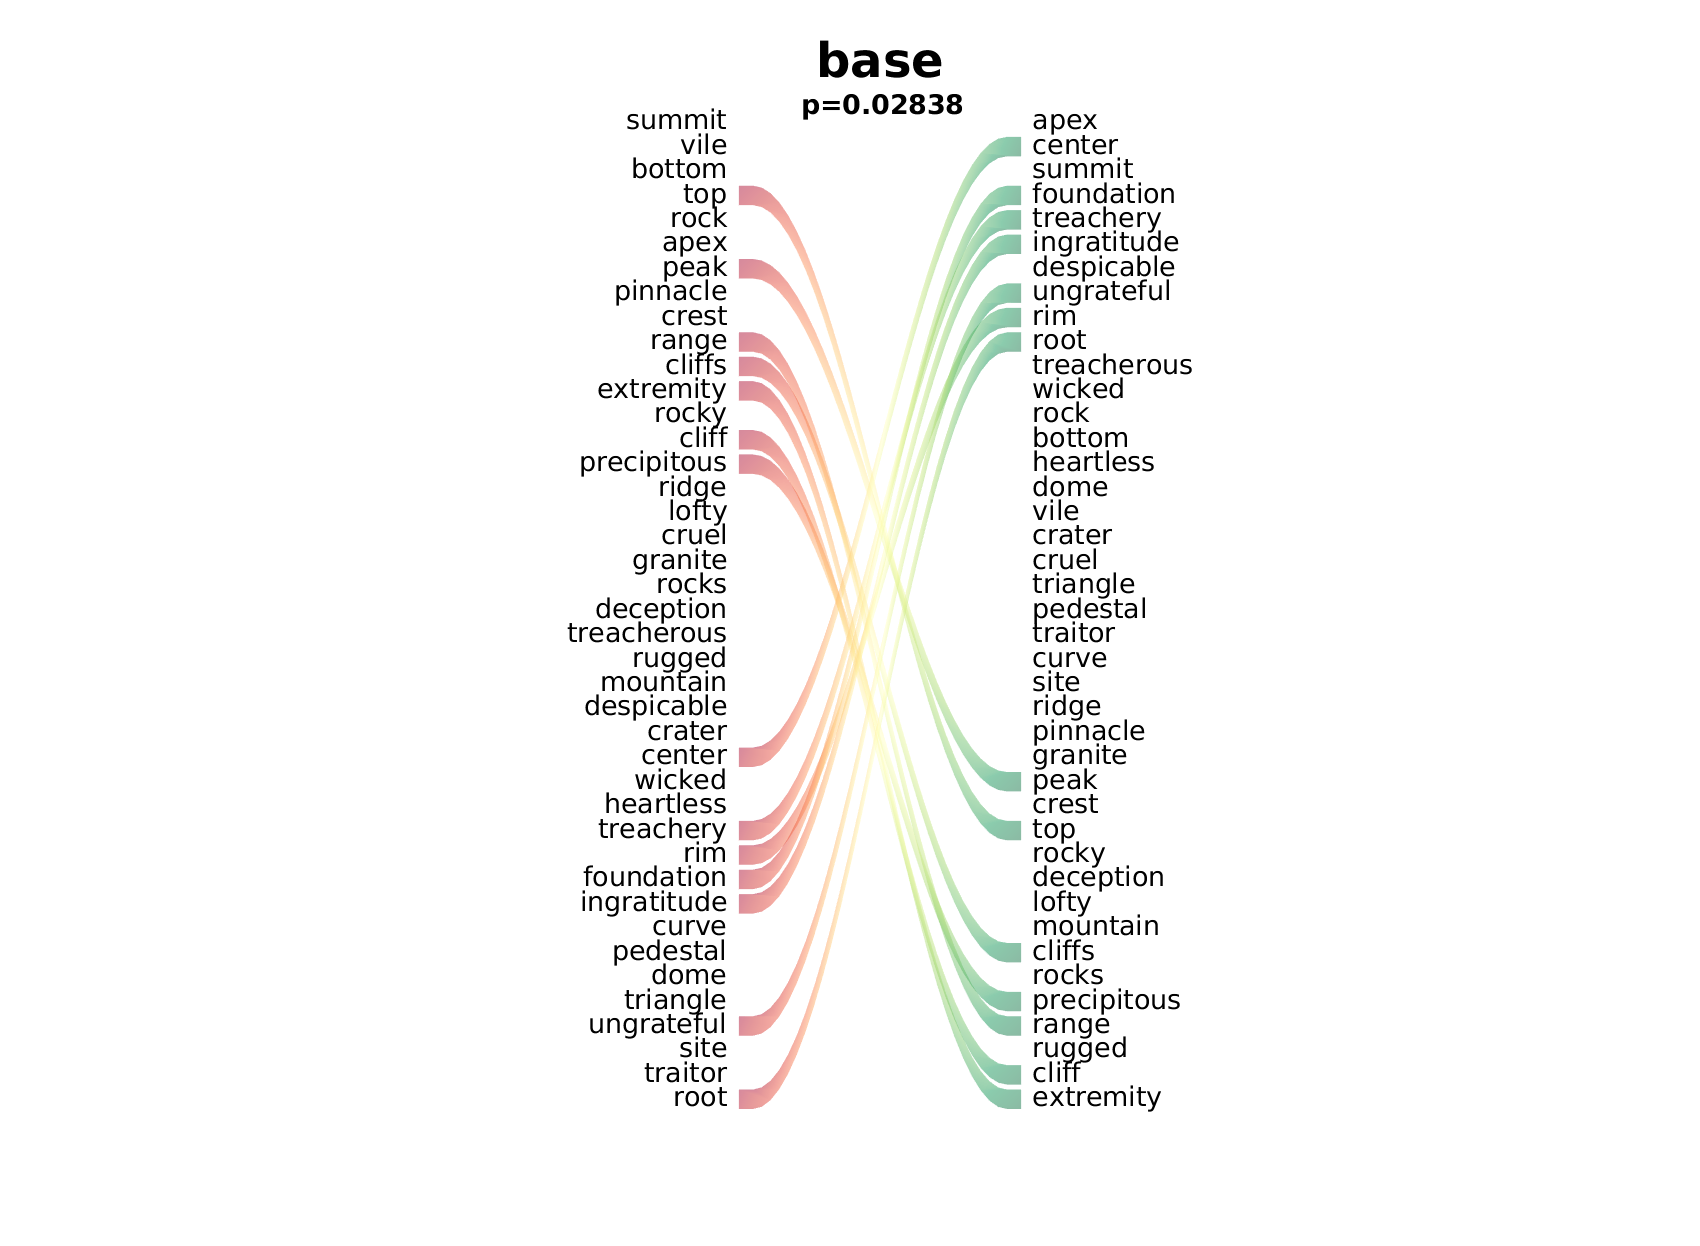 base
p=0.02838
summit
vile
bottom
top
rock
apex
peak
pinnacle
crest
range
cliffs
extremity
rocky
cliff
precipitous
ridge
lofty
cruel
granite
rocks
deception
treacherous
rugged
mountain
despicable
crater
center
wicked
heartless
treachery
rim
foundation
ingratitude
curve
pedestal
dome
triangle
ungrateful
site
traitor
root
apex
center
summit
foundation
treachery
ingratitude
despicable
ungrateful
rim
root
treacherous
wicked
rock
bottom
heartless
dome
vile
crater
cruel
triangle
pedestal
traitor
curve
site
ridge
pinnacle
granite
peak
crest
top
rocky
deception
lofty
mountain
cliffs
rocks
precipitous
range
rugged
cliff
extremity